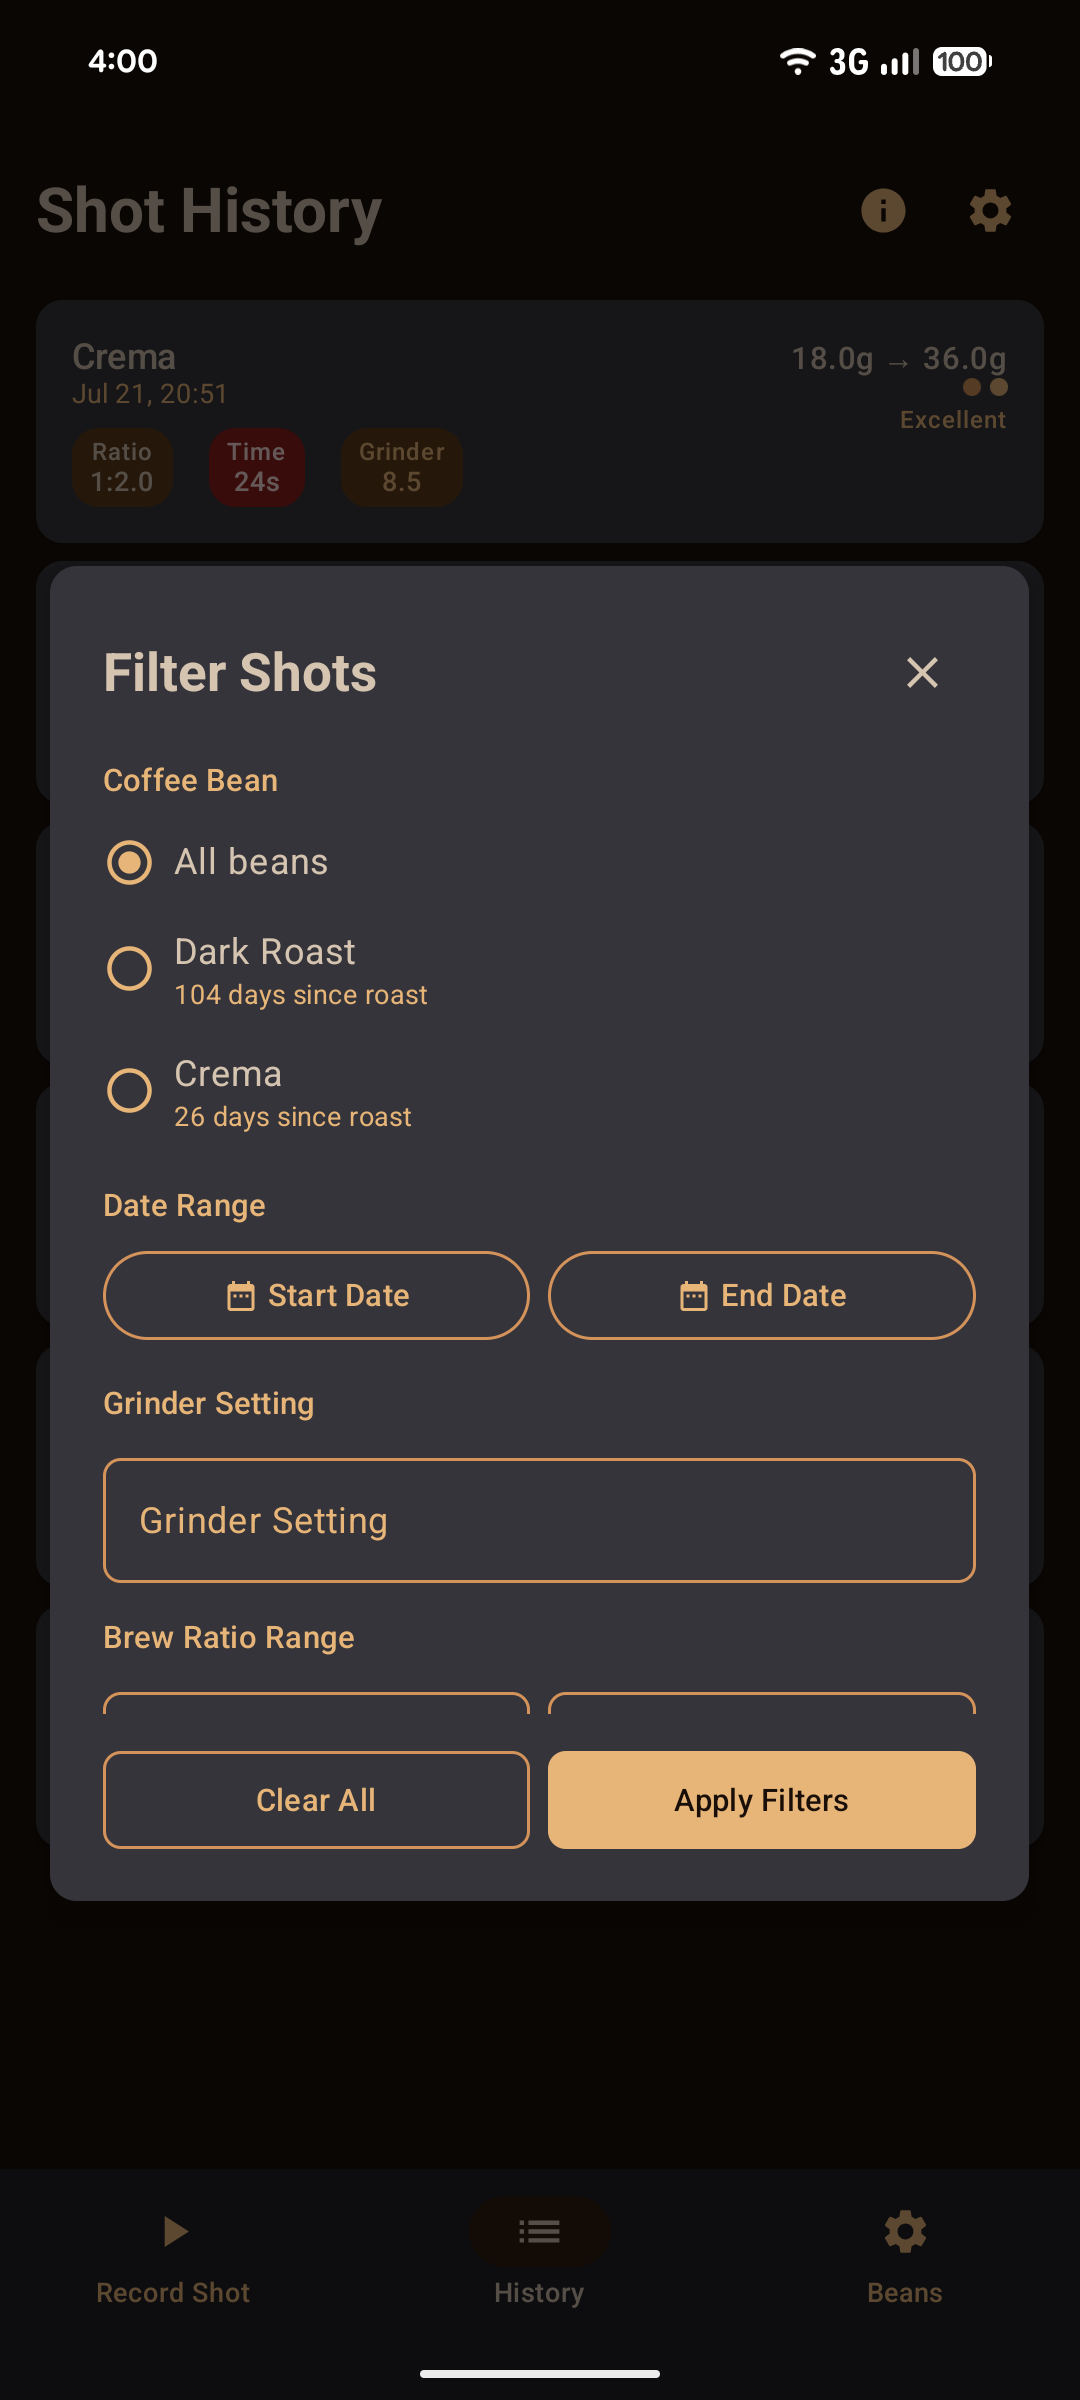 4:00
3G
100
Shot History
Crema
18.0g → 36.0g
Jul 21, 20:51
Excellent
Ratio
1:2.0
Time
24s
Grinder
8.5
Filter Shots
Coffee Bean
All beans
Dark Roast
104 days since roast
Crema
26 days since roast
Date Range
Start Date
End Date
Grinder Setting
Grinder Setting
Brew Ratio Range
Clear All
Apply Filters
Record Shot
History
Beans